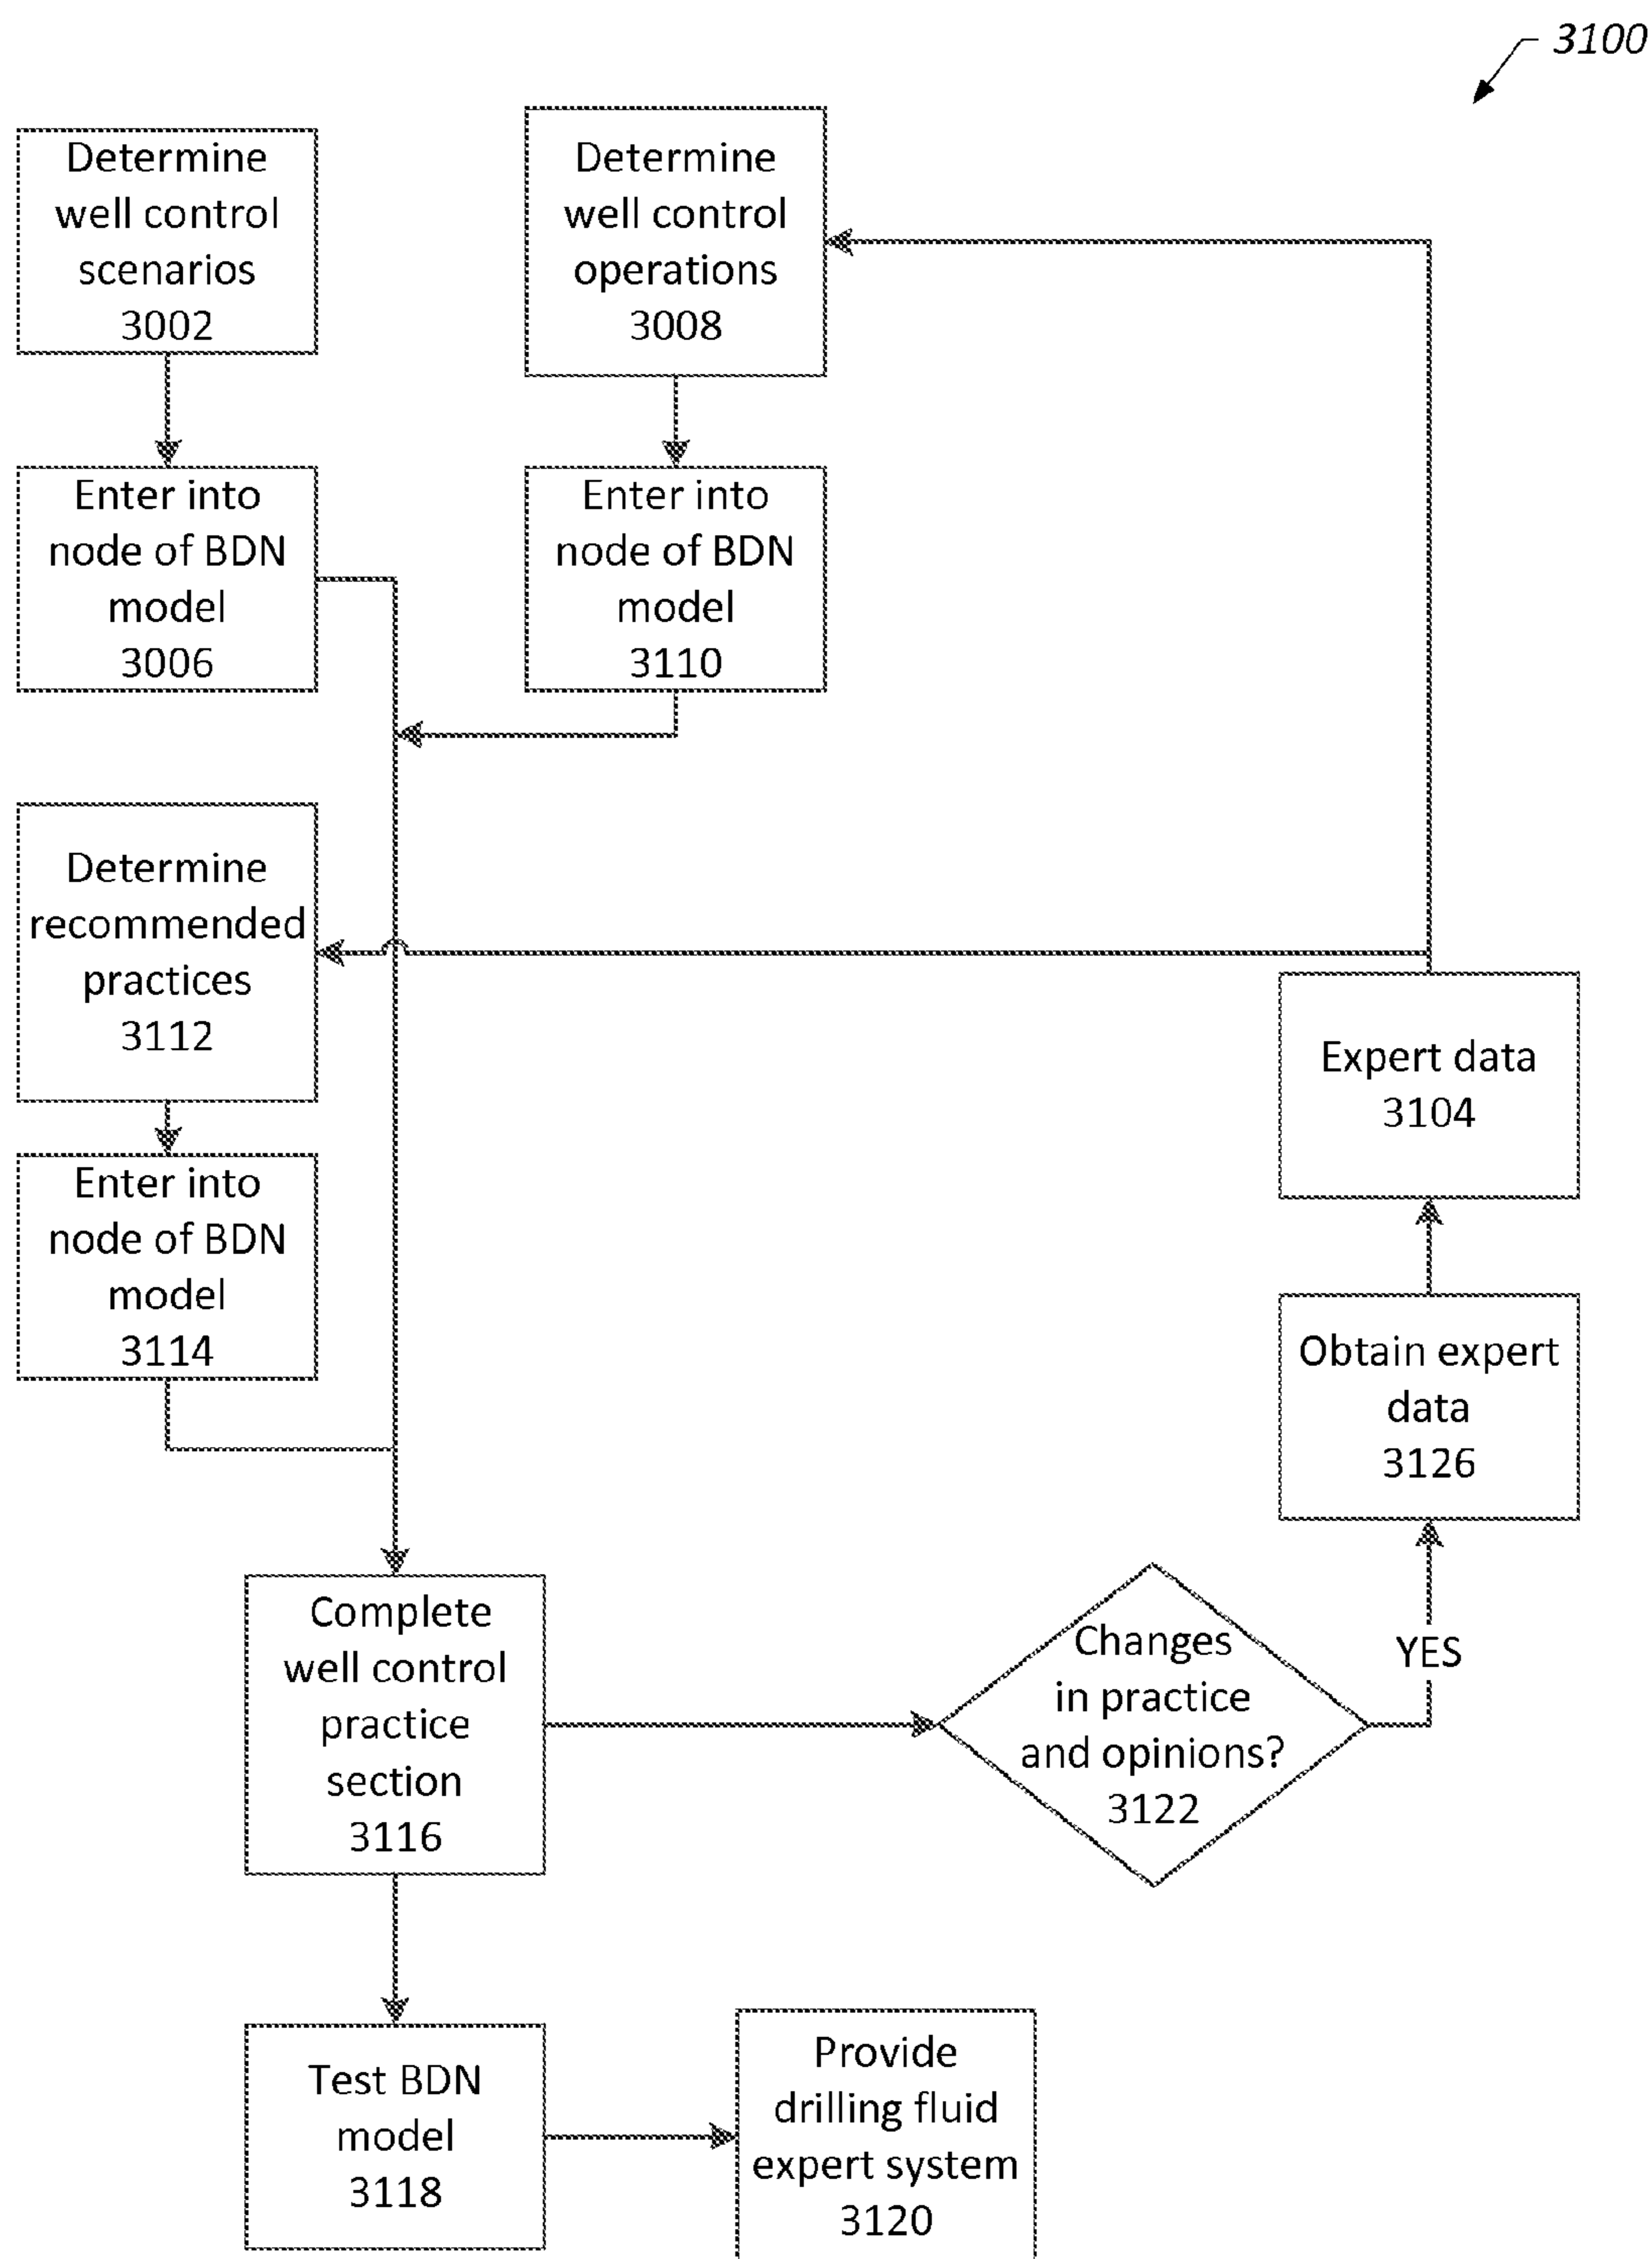 3100
Determine
well control
scenarios
3002
Determine
well control
operations
3008
Enter into
node of BDN
model
3006
Enter into
node of BDN
model
3110
Determine
recommended
practices
3112
Expert data
3104
Enter into
node of BDN
model
3114
Obtain expert
data
3126
Complete
well control
practice
section
3116
Changes
in practice
and opinions?
3122
YES
Test BDN
model
3118
Provide
drilling fluid
expert system
3120